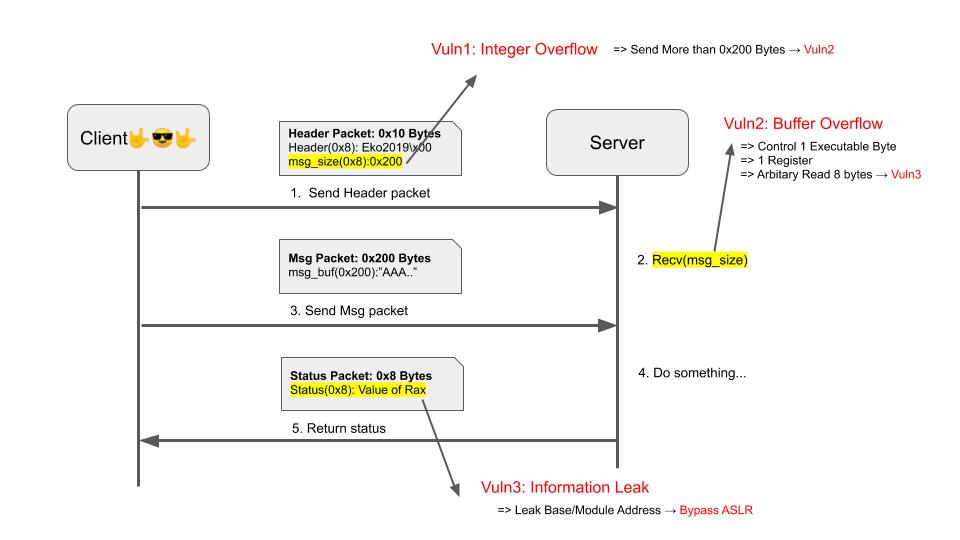 Vuln1: Integer Overflow => Send More than 0x200 Bytes → Vuln2
Client🤟😎🤟
Header Packet: 0x10 Bytes
Header(0x8): Eko2019\x00
msg_size(0x8):0x200
Server
Vuln2: Buffer Overflow
=> Control 1 Executable Byte
=> 1 Register
=> Arbitary Read 8 bytes → Vuln3
1. Send Header packet
Msg Packet: 0x200 Bytes
msg_buf(0x200):"AAA.."
2. Recv(msg_size)
3. Send Msg packet
Status Packet: 0x8 Bytes
Status(0x8): Value of Rax
4. Do something...
5. Return status
Vuln3: Information Leak
=> Leak Base/Module Address → Bypass ASLR